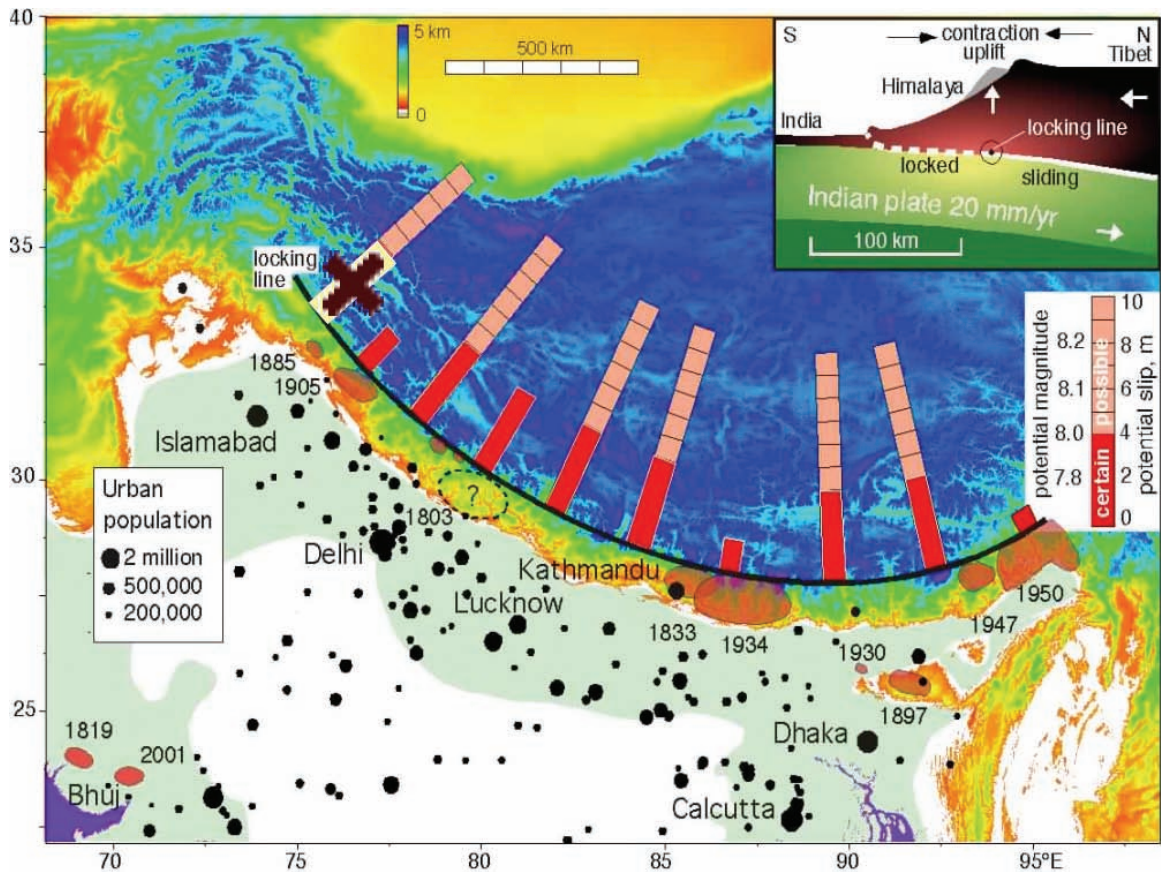 40
35
30
25
5 km
0
500 km
S
contraction
N
uplift
Tibet
Himalaya
India
locking line
locked
sliding
Indian plate 20 mm/yr
100 km
locking
line
1885
1905
Islamabad
?
1803
Delhi
Lucknow
Kathmandu
1833
1934
1930
1947
1950
1897
Dhaka
Calcutta
1819
2001
Bhuj
Urban
population
2 million
500,000
200,000
potential magnitude
8.2
8.1
8.0
7.8
certain possible
10
8
6
4
2
0
potential slip, m
70
75
80
85
90
95°E